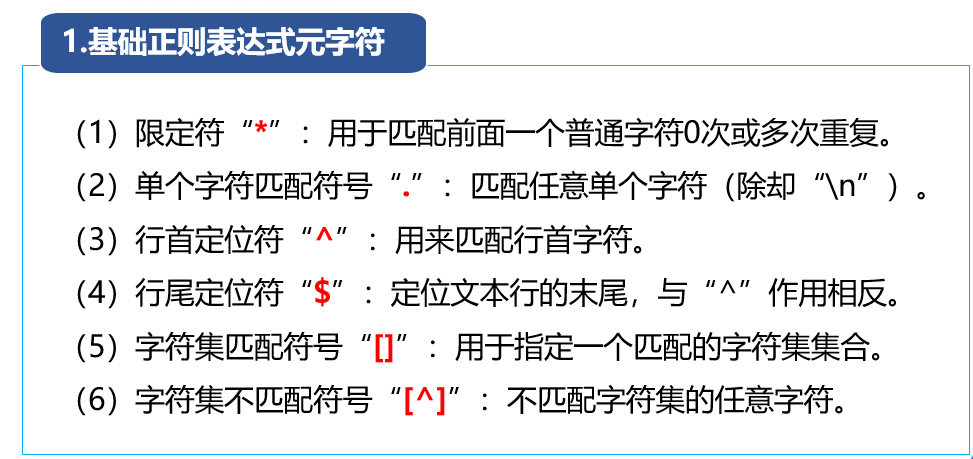 1.基础正则表达式元字符
（1）限定符“*”：用于匹配前面一个普通字符0次或多次重复。
（2）单个字符匹配符号“.”：匹配任意单个字符（除却“\n”）。
（3）行首定位符“^”：用来匹配行首字符。
（4）行尾定位符“$”：定位文本行的末尾，与“^”作用相反。
（5）字符集匹配符号“[]”：用于指定一个匹配的字符集集合。
（6）字符集不匹配符号“[^]”：不匹配字符集的任意字符。